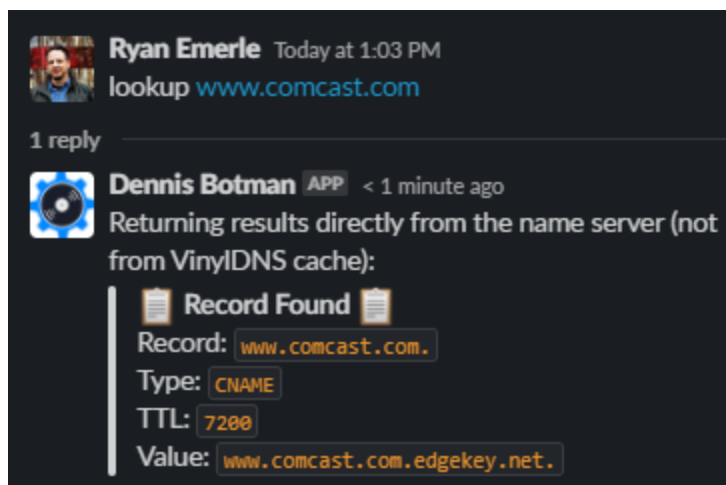 Ryan Emerle Today at 1:03 PM
lookup www.comcast.com
1 reply
Dennis Botman APP < 1 minute ago
Returning results directly from the name server (not
from VinylDNS cache):
📋 Record Found 📋
Record: www.comcast.com.
Type: CNAME
TTL: 7200
Value: www.comcast.com.edgekey.net.